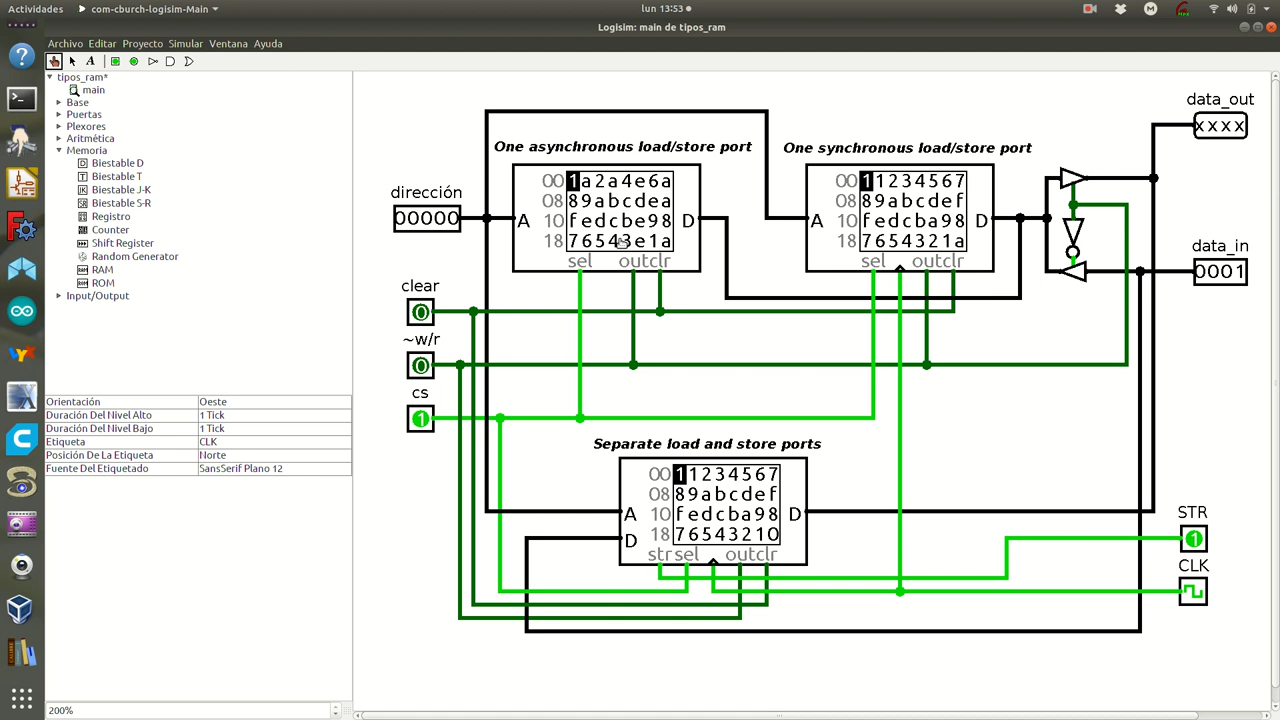 Actividades
com-cburch-logisim-Main
lun 13:53
Logisim: main de tipos_ram
Archivo Editar Proyecto Simular Ventana Ayuda
A
tipos_ram*
main
Base
Puertas
Plexores
Aritmética
Memoria
Biestable D
Biestable T
Biestable J-K
Biestable S-R
Registro
Counter
Shift Register
Random Generator
RAM
ROM
Input/Output
Orientación Oeste
Duración Del Nivel Alto 1 Tick
Duración Del Nivel Bajo 1 Tick
Etiqueta CLK
Posición De La Etiqueta Norte
Fuente Del Etiquetado SansSerif Plano 12
200%
data_out
xxxx
One asynchronous load/store port
One synchronous load/store port
dirección
00000
A
00 1a2a4e6a
08 89abcdea
10 fedcbe98
18 76543e1a
D
sel out clr
A
00 11234567
08 89abcdef
10 fedcba98
18 7654321a
D
sel out clr
data_in
0001
clear
0
~w/r
0
cs
1
Separate load and store ports
00 11234567
08 89abcdef
10 fedcba98
18 76543210
A
D
D
str sel out clr
STR
1
CLK